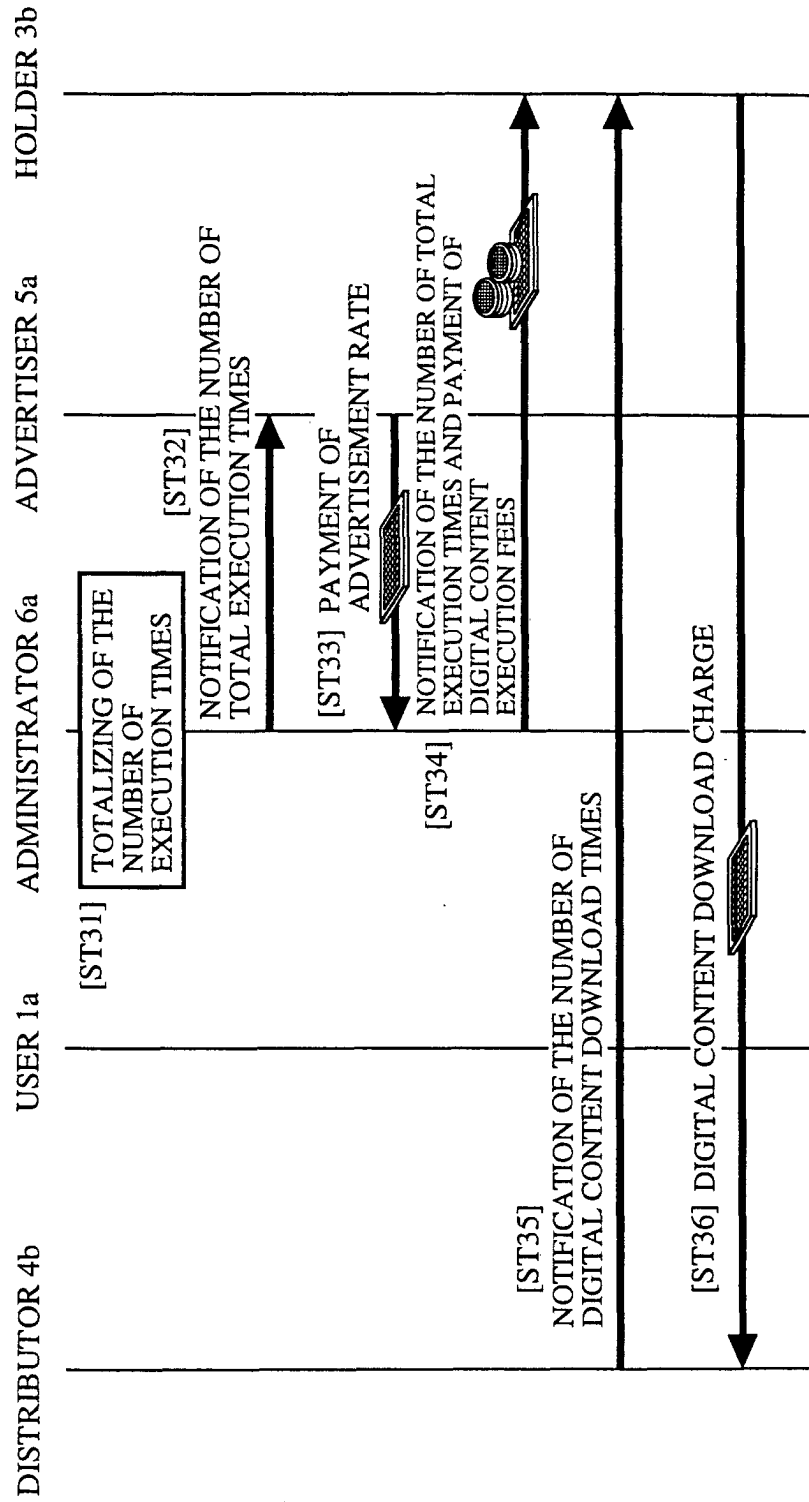 DISTRIBUTOR 4b
USER 1a
ADMINISTRATOR 6a
ADVERTISER 5a
HOLDER 3b
[ST31]
TOTALIZING OF THE
NUMBER OF
EXECUTION TIMES
[ST32]
NOTIFICATION OF THE NUMBER OF
TOTAL EXECUTION TIMES
[ST33] PAYMENT OF
ADVERTISEMENT RATE
[ST34]
NOTIFICATION OF THE NUMBER OF TOTAL
EXECUTION TIMES AND PAYMENT OF
DIGITAL CONTENT
EXECUTION FEES
[ST35]
NOTIFICATION OF THE NUMBER OF
DIGITAL CONTENT DOWNLOAD TIMES
[ST36] DIGITAL CONTENT DOWNLOAD CHARGE